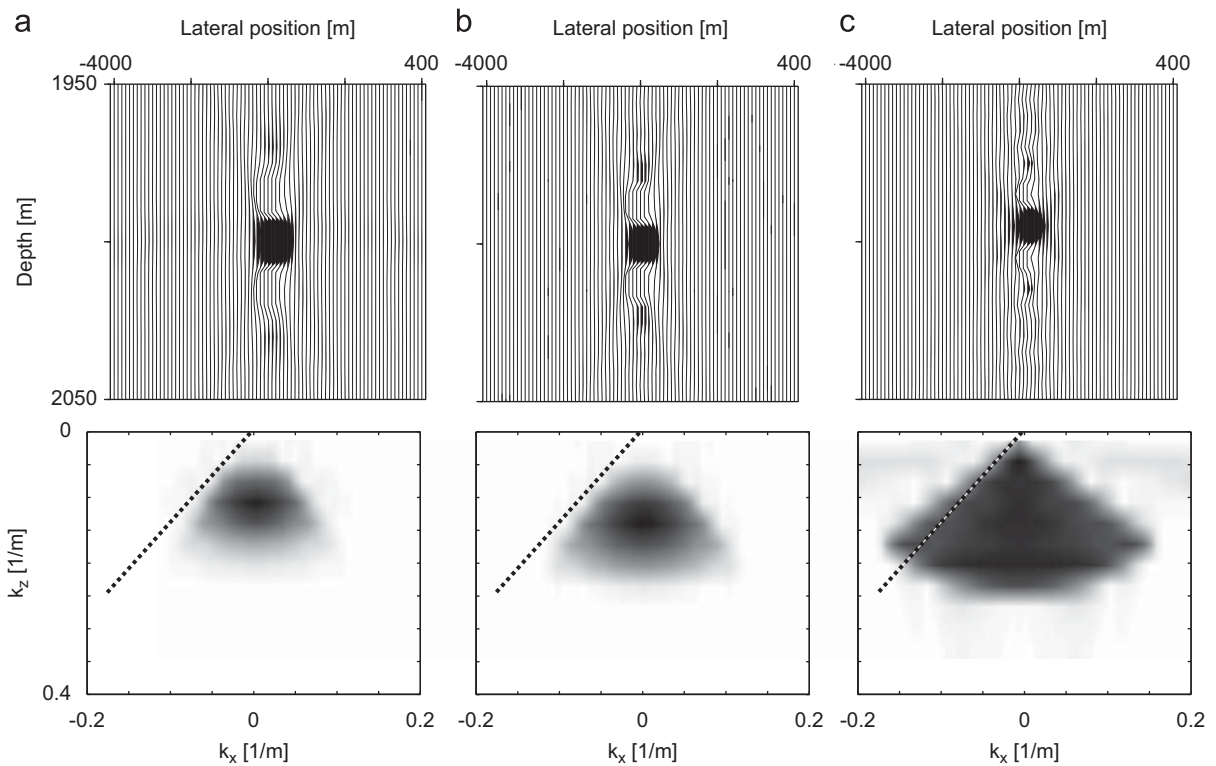 a
b
c
Lateral position [m]
Lateral position [m]
Lateral position [m]
-4000
400
-4000
400
-4000
400
1950
Depth [m]
2050
0
k_z [1/m]
0.4
-0.2
0
0.2
-0.2
0
0.2
-0.2
0
0.2
k_x [1/m]
k_x [1/m]
k_x [1/m]